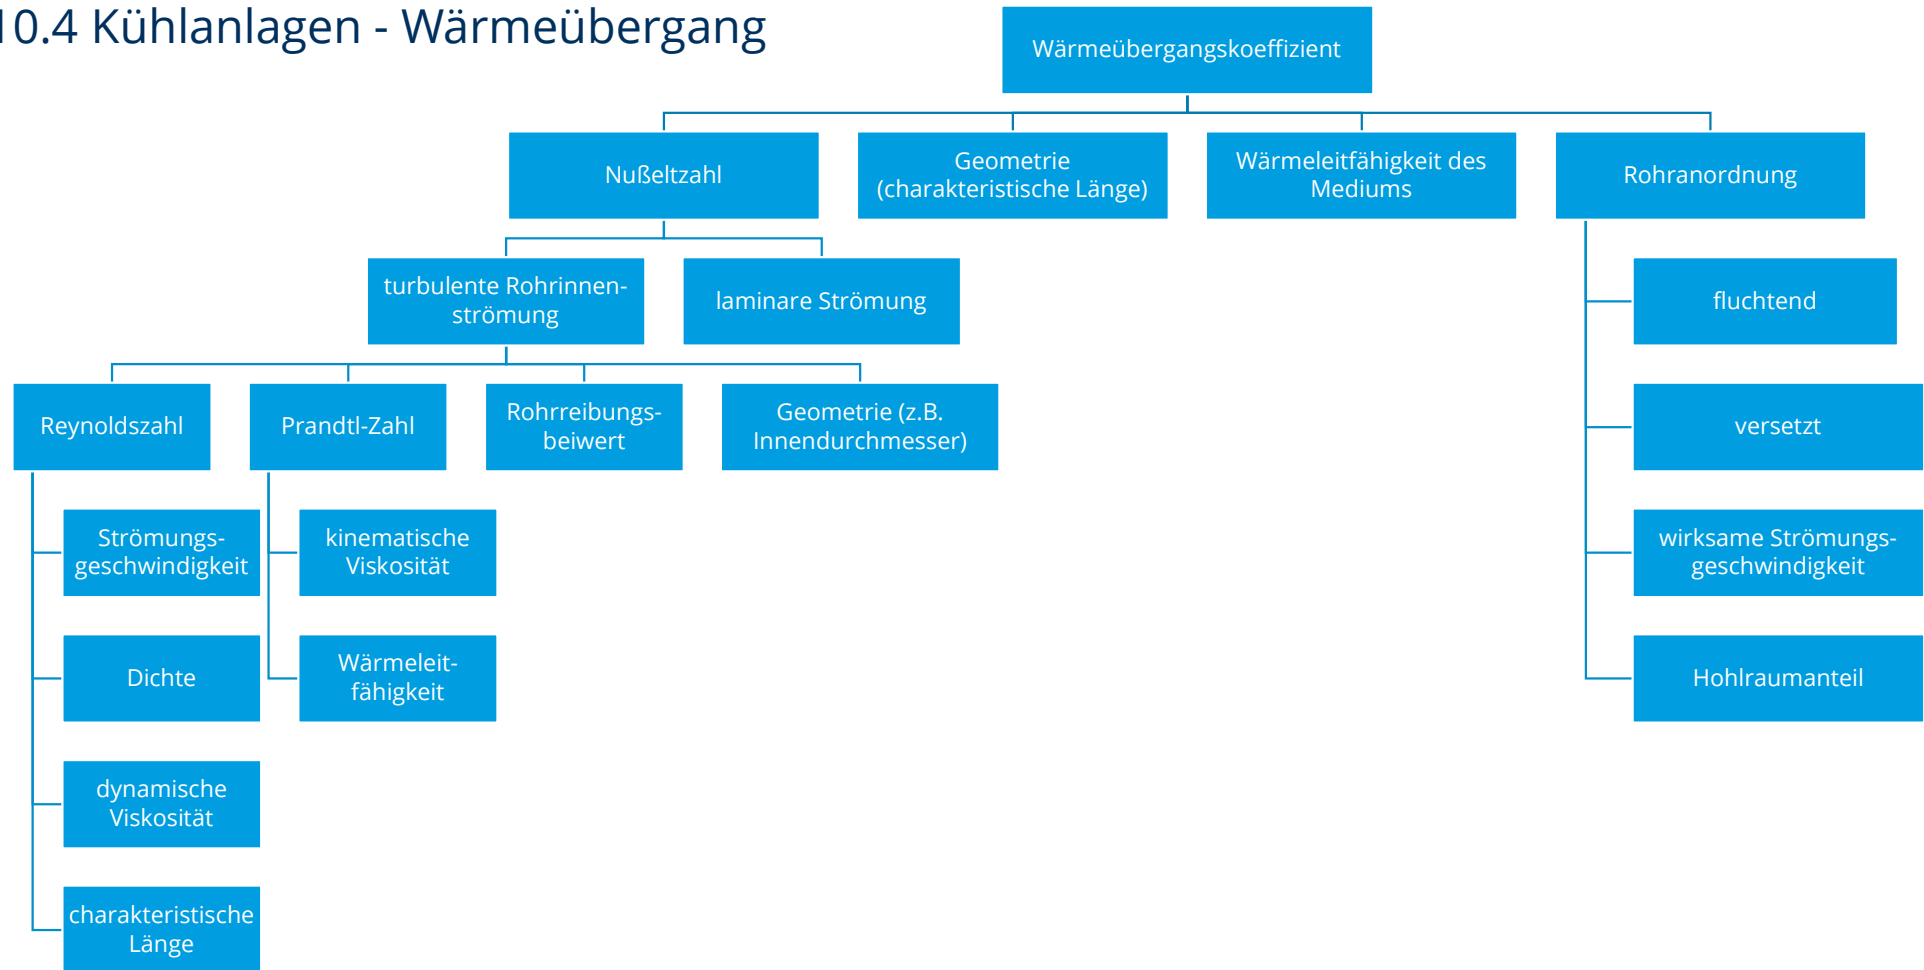 10.4 Kühlanlagen - Wärmeübergang
Wärmeübergangskoeffizient
Nußeltzahl
Geometrie
(charakteristische Länge)
Wärmeleitfähigkeit des
Mediums
Rohranordnung
turbulente Rohrinnen-
strömung
laminare Strömung
fluchtend
Reynoldszahl
Prandtl-Zahl
Rohrreibungs-
beiwert
Geometrie (z.B.
Innendurchmesser)
versetzt
Strömungs-
geschwindigkeit
kinematische
Viskosität
wirksame Strömungs-
geschwindigkeit
Dichte
Wärmeleit-
fähigkeit
Hohlraumanteil
dynamische
Viskosität
charakteristische
Länge